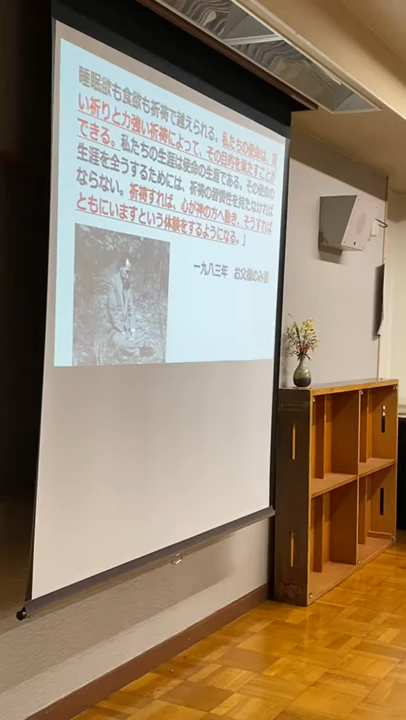 睡眠欲も食欲も祈祷で越えられる。私たちの使命は、深
い祈りと力強い祈祷によって、その目的を果たすことが
できる。私たちの生涯は使命の生涯である。その使命の
生涯を全うするためには、祈祷の習慣性を得たなければ
ならない。祈祷すれば、心が神の方へ動き、そうすれば
ともにいますという体験をするようになる。」
一九八三年　お父様のみ言